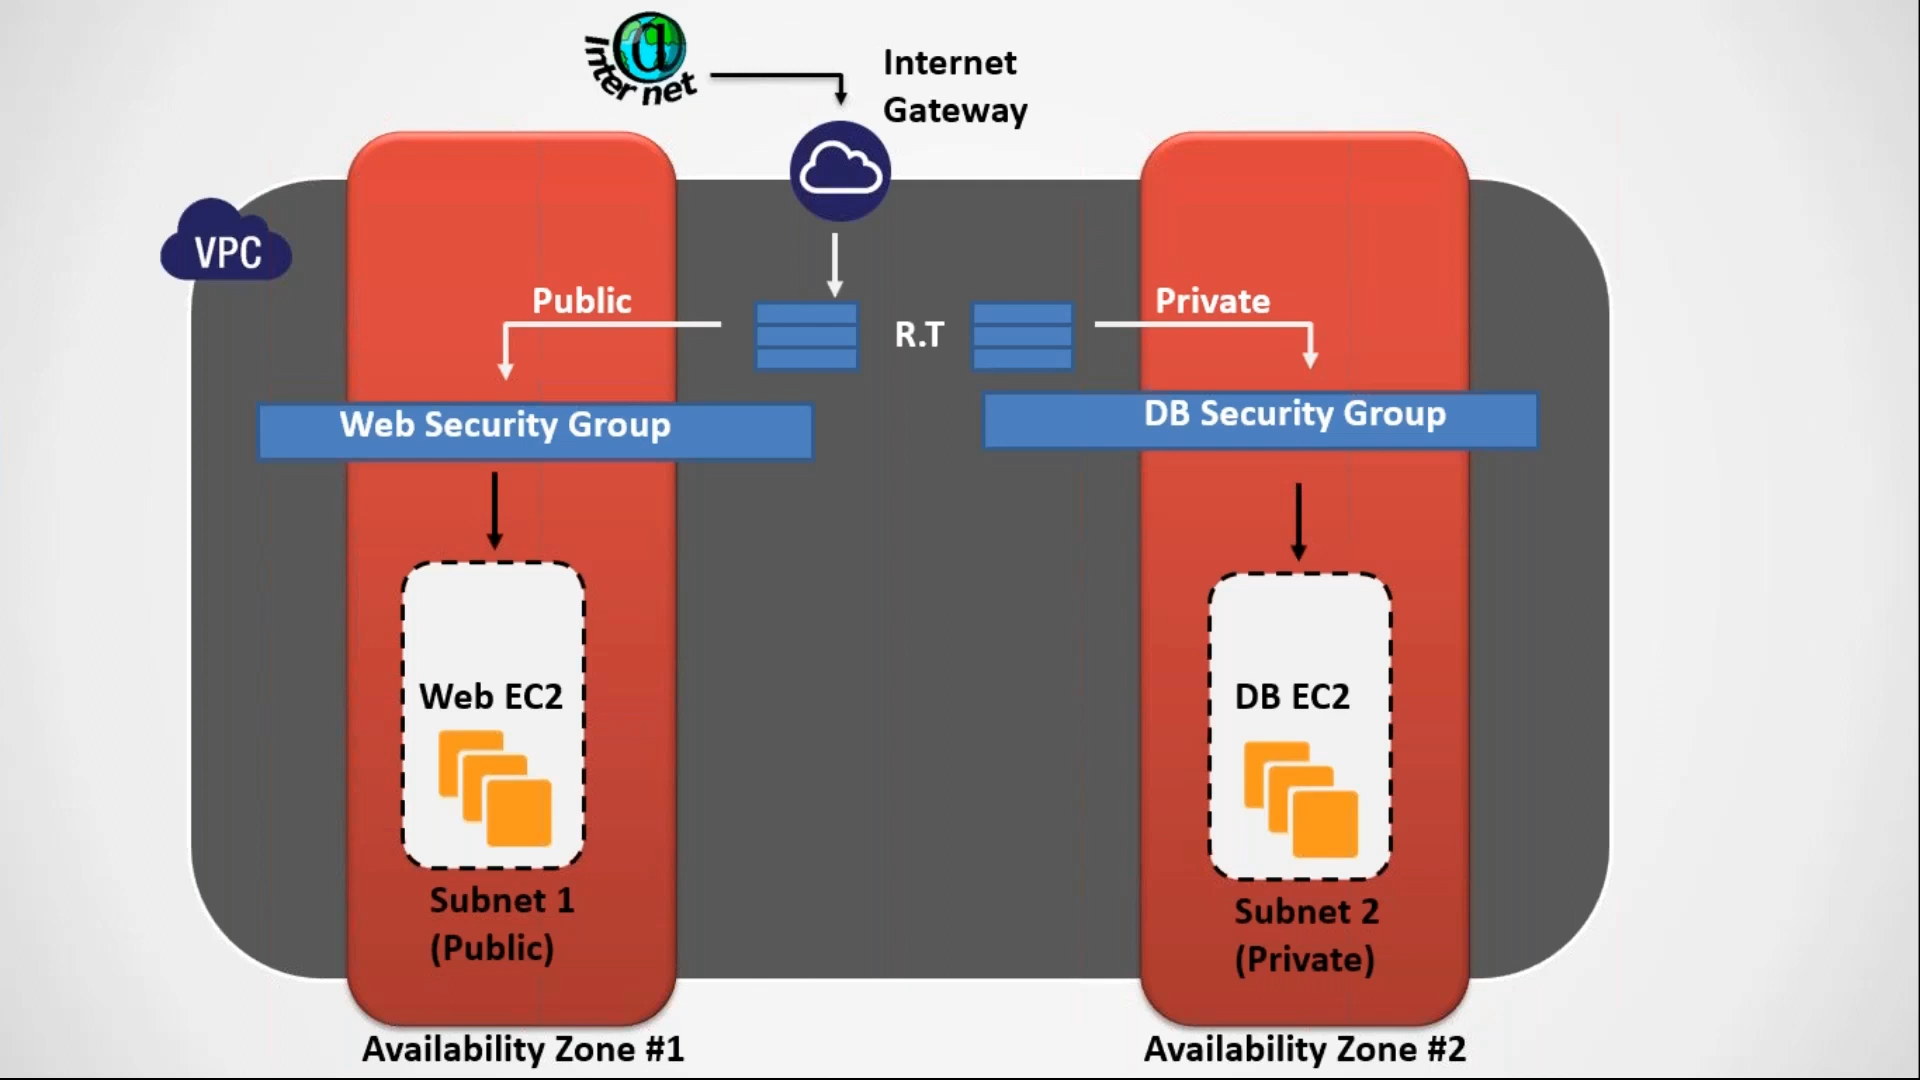 Internet
Internet
Gateway
VPC
Public
R.T
Private
Web Security Group
DB Security Group
Web EC2
DB EC2
Subnet 1
(Public)
Subnet 2
(Private)
Availability Zone #1
Availability Zone #2